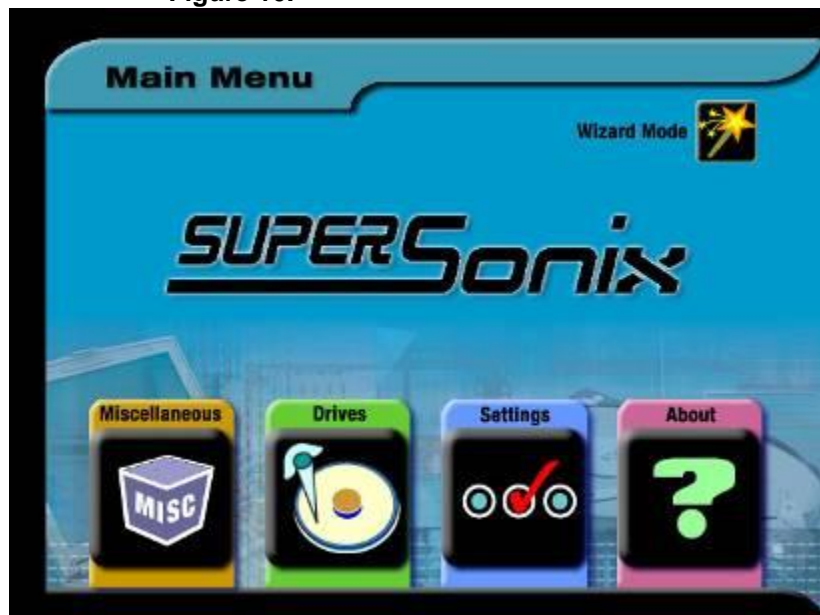 Main Menu
Wizard Mode
SUPERSonix
Miscellaneous
Drives
Settings
About
MISC